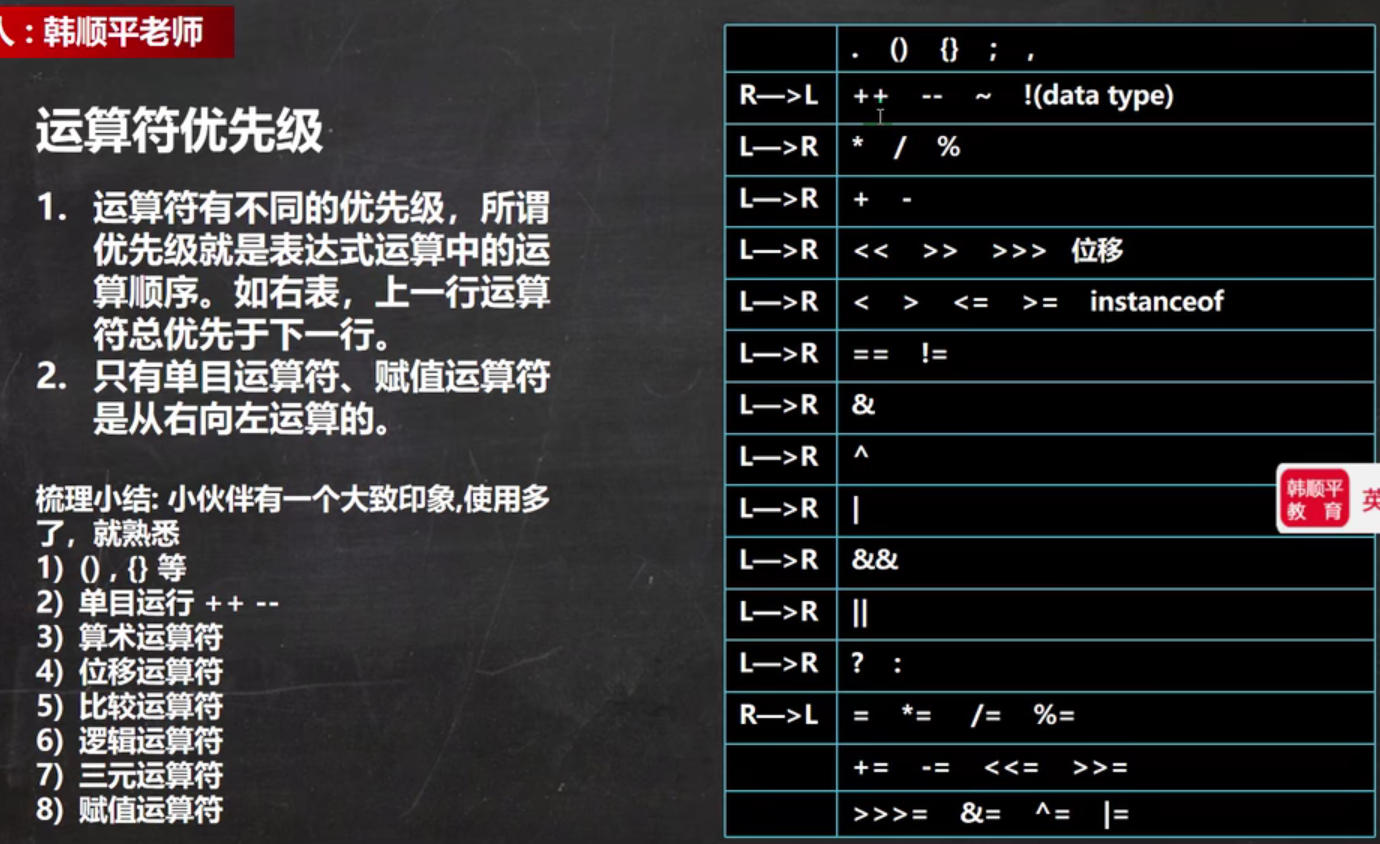 人：韩顺平老师
运算符优先级
1. 运算符有不同的优先级，所谓
优先级就是表达式运算中的运
算顺序。如右表，上一行运算
符总优先于下一行。
2. 只有单目运算符、赋值运算符
是从右向左运算的。
梳理小结: 小伙伴有一个大致印象,使用多
了，就熟悉
1) () , {} 等
2) 单目运行 ++ --
3) 算术运算符
4) 位移运算符
5) 比较运算符
6) 逻辑运算符
7) 三元运算符
8) 赋值运算符
. () {} ; ,
R—>L ++ -- ~ !(data type)
L—>R * / %
L—>R + -
L—>R << >> >>> 位移
L—>R < > <= >= instanceof
L—>R == !=
L—>R &
L—>R ^
L—>R |
L—>R &&
L—>R ||
L—>R ? :
R—>L = *= /= %=
+= -= <<= >>=
>>>= &= ^= |=
韩顺平
教育
英